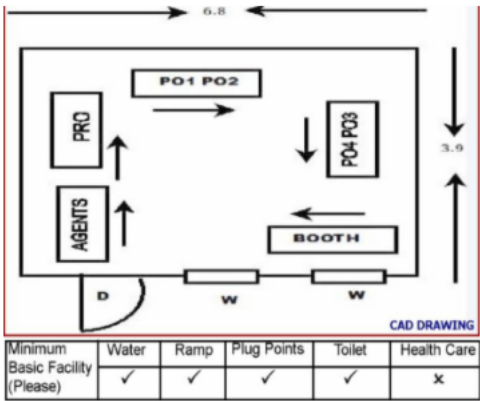 6.8
PO1 PO2
PRO
PO4 PO3
3.9
AGENTS
BOOTH
D
W
W
CAD DRAWING
Minimum Basic Facility (Please) Water Ramp Plug Points Toilet Health Care
✓ ✓ ✓ ✓ x